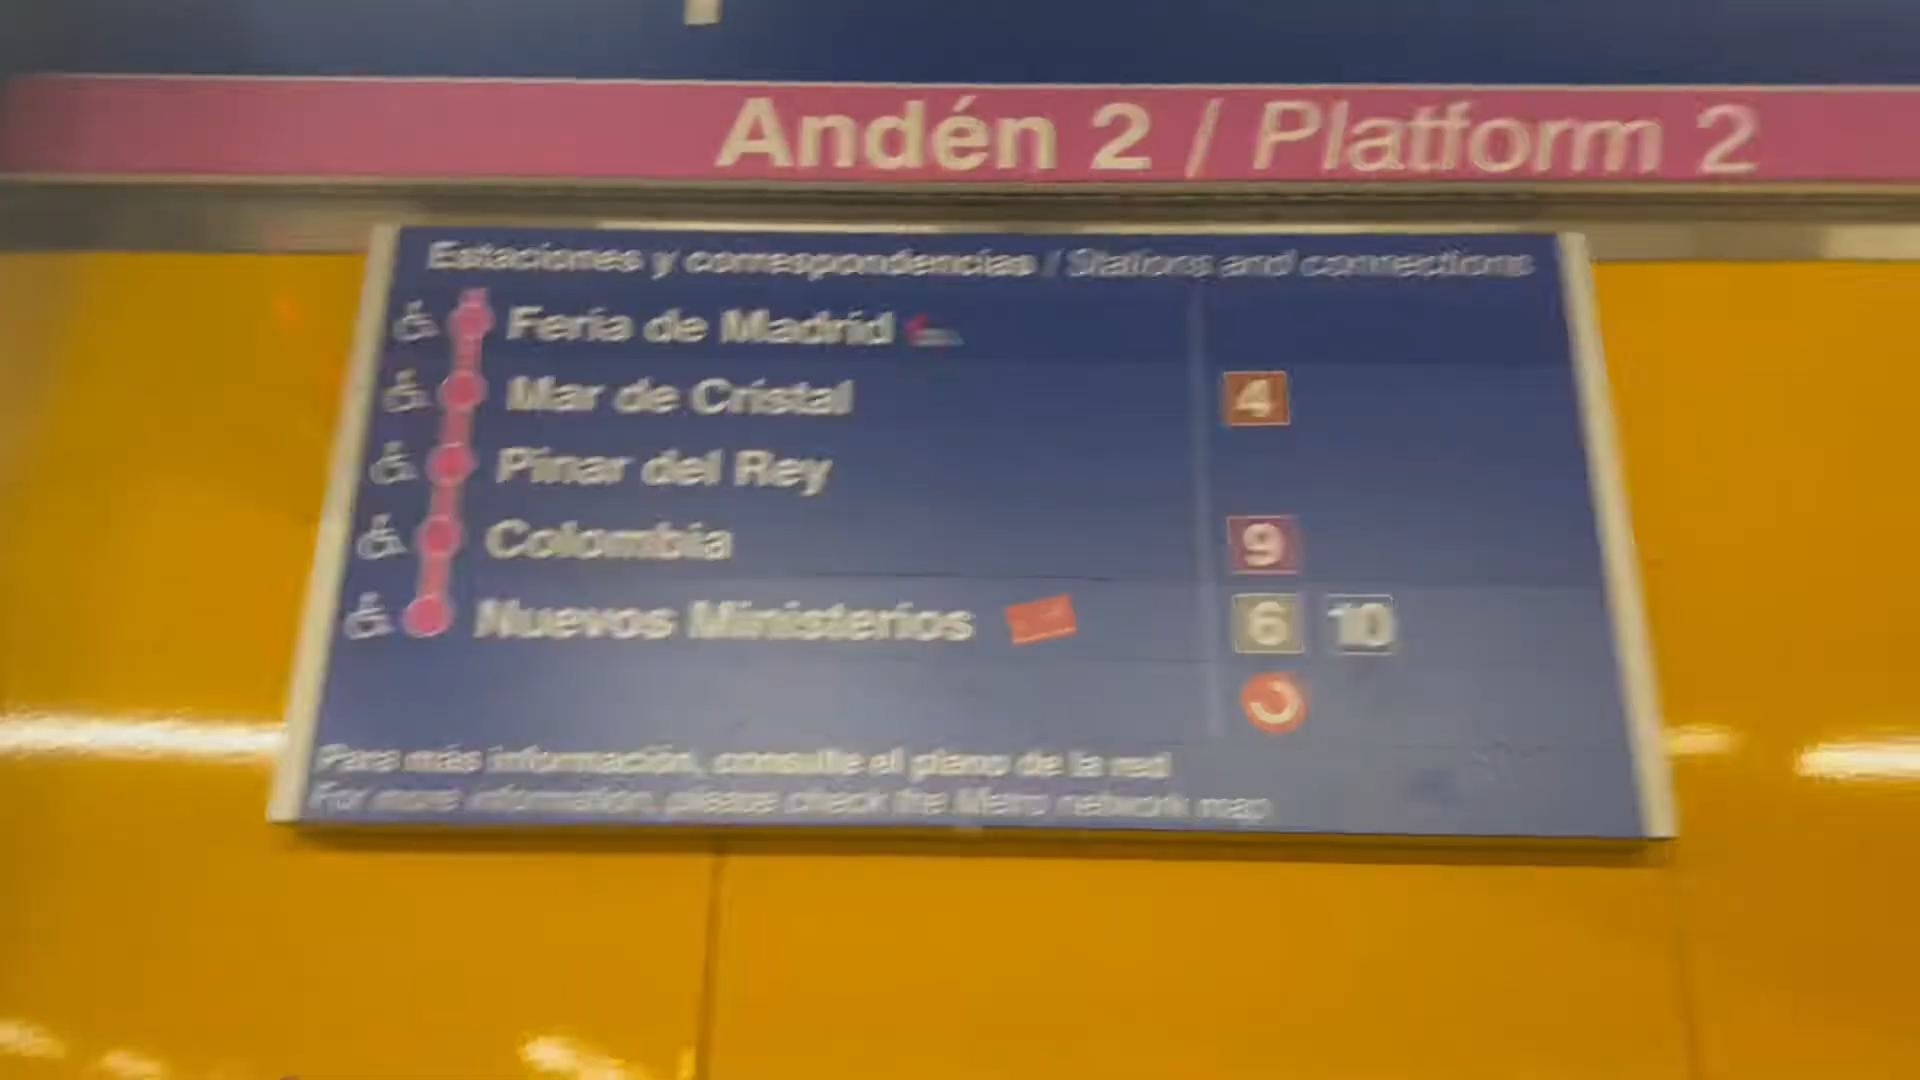 Andén 2 / Platform 2
Estaciones y correspondencias / Stations and connections
Feria de Madrid
Mar de Cristal 4
Pinar del Rey
Colombia 9
Nuevos Ministerios 6 10
Para más información, consulte el plano de la red
For more information, please check the Metro network map